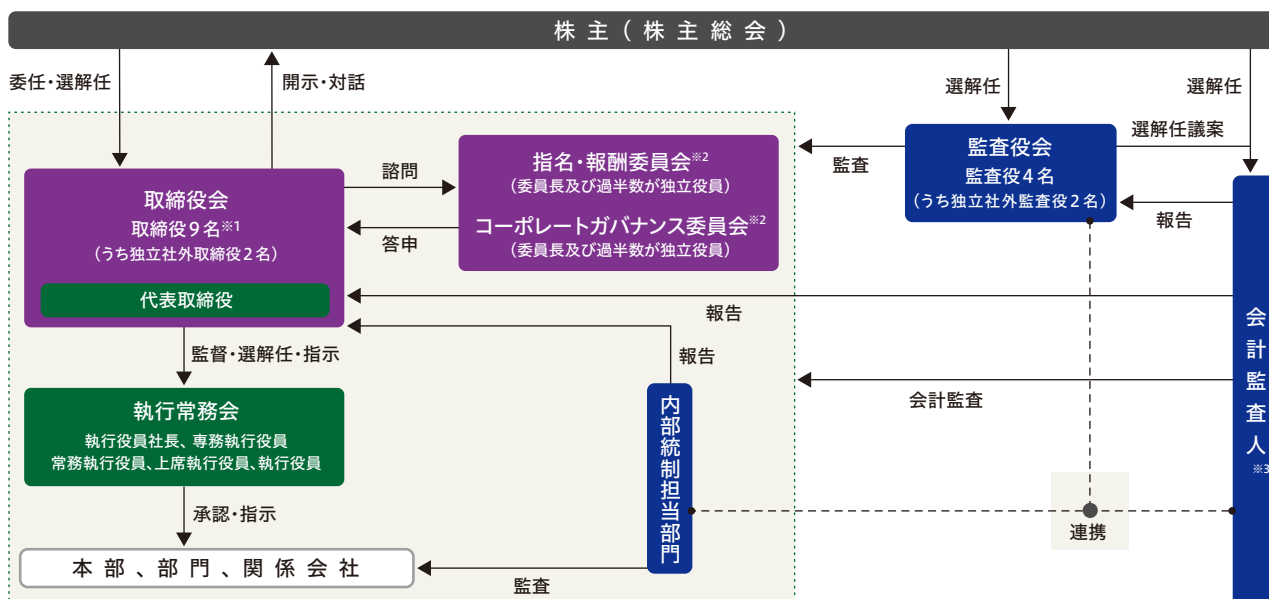 株主(株主総会)
委任・選解任
開示・対話
選解任
選解任
監査役会
監査役4名
(うち独立社外監査役2名)
選解任議案
監査
報告
指名・報酬委員会※2
(委員長及び過半数が独立役員)
コーポレートガバナンス委員会※2
(委員長及び過半数が独立役員)
諮問
答申
取締役会
取締役9名※1
(うち独立社外取締役2名)
代表取締役
報告
報告
監督・選解任・指示
会計監査
会計監査人※3
執行常務会
執行役員社長、専務執行役員
常務執行役員、上席執行役員、執行役員
内部統制担当部門
承認・指示
連携
本部、部門、関係会社
監査